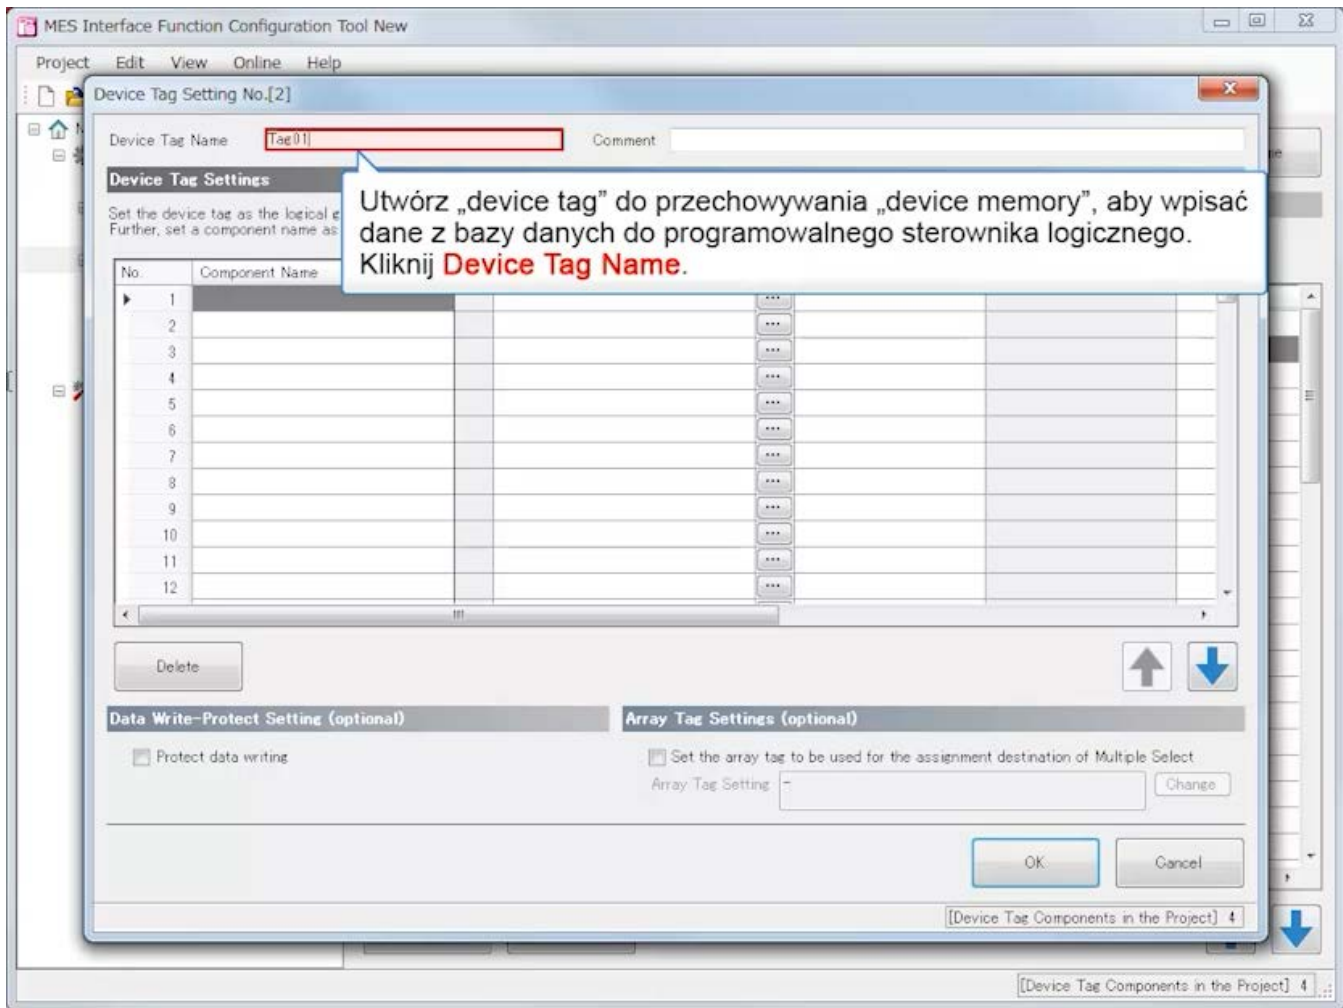 MES Interface Function Configuration Tool New
Project Edit View Online Help
Device Tag Setting No.[2]
Device Tag Name Tag01 Comment
Device Tag Settings
Utwórz „device tag” do przechowywania „device memory”, aby wpisać
dane z bazy danych do programowalnego sterownika logicznego.
Kliknij Device Tag Name.
Set the device tag as the logical
Further, set a component name as
No. Component Name
1
2
3
4
5
6
7
8
9
10
11
12
Delete
Data Write-Protect Setting (optional) Array Tag Settings (optional)
Protect data writing Set the array tag to be used for the assignment destination of Multiple Select
Array Tag Setting - Change
OK Cancel
[Device Tag Components in the Project] 4
[Device Tag Components in the Project] 4